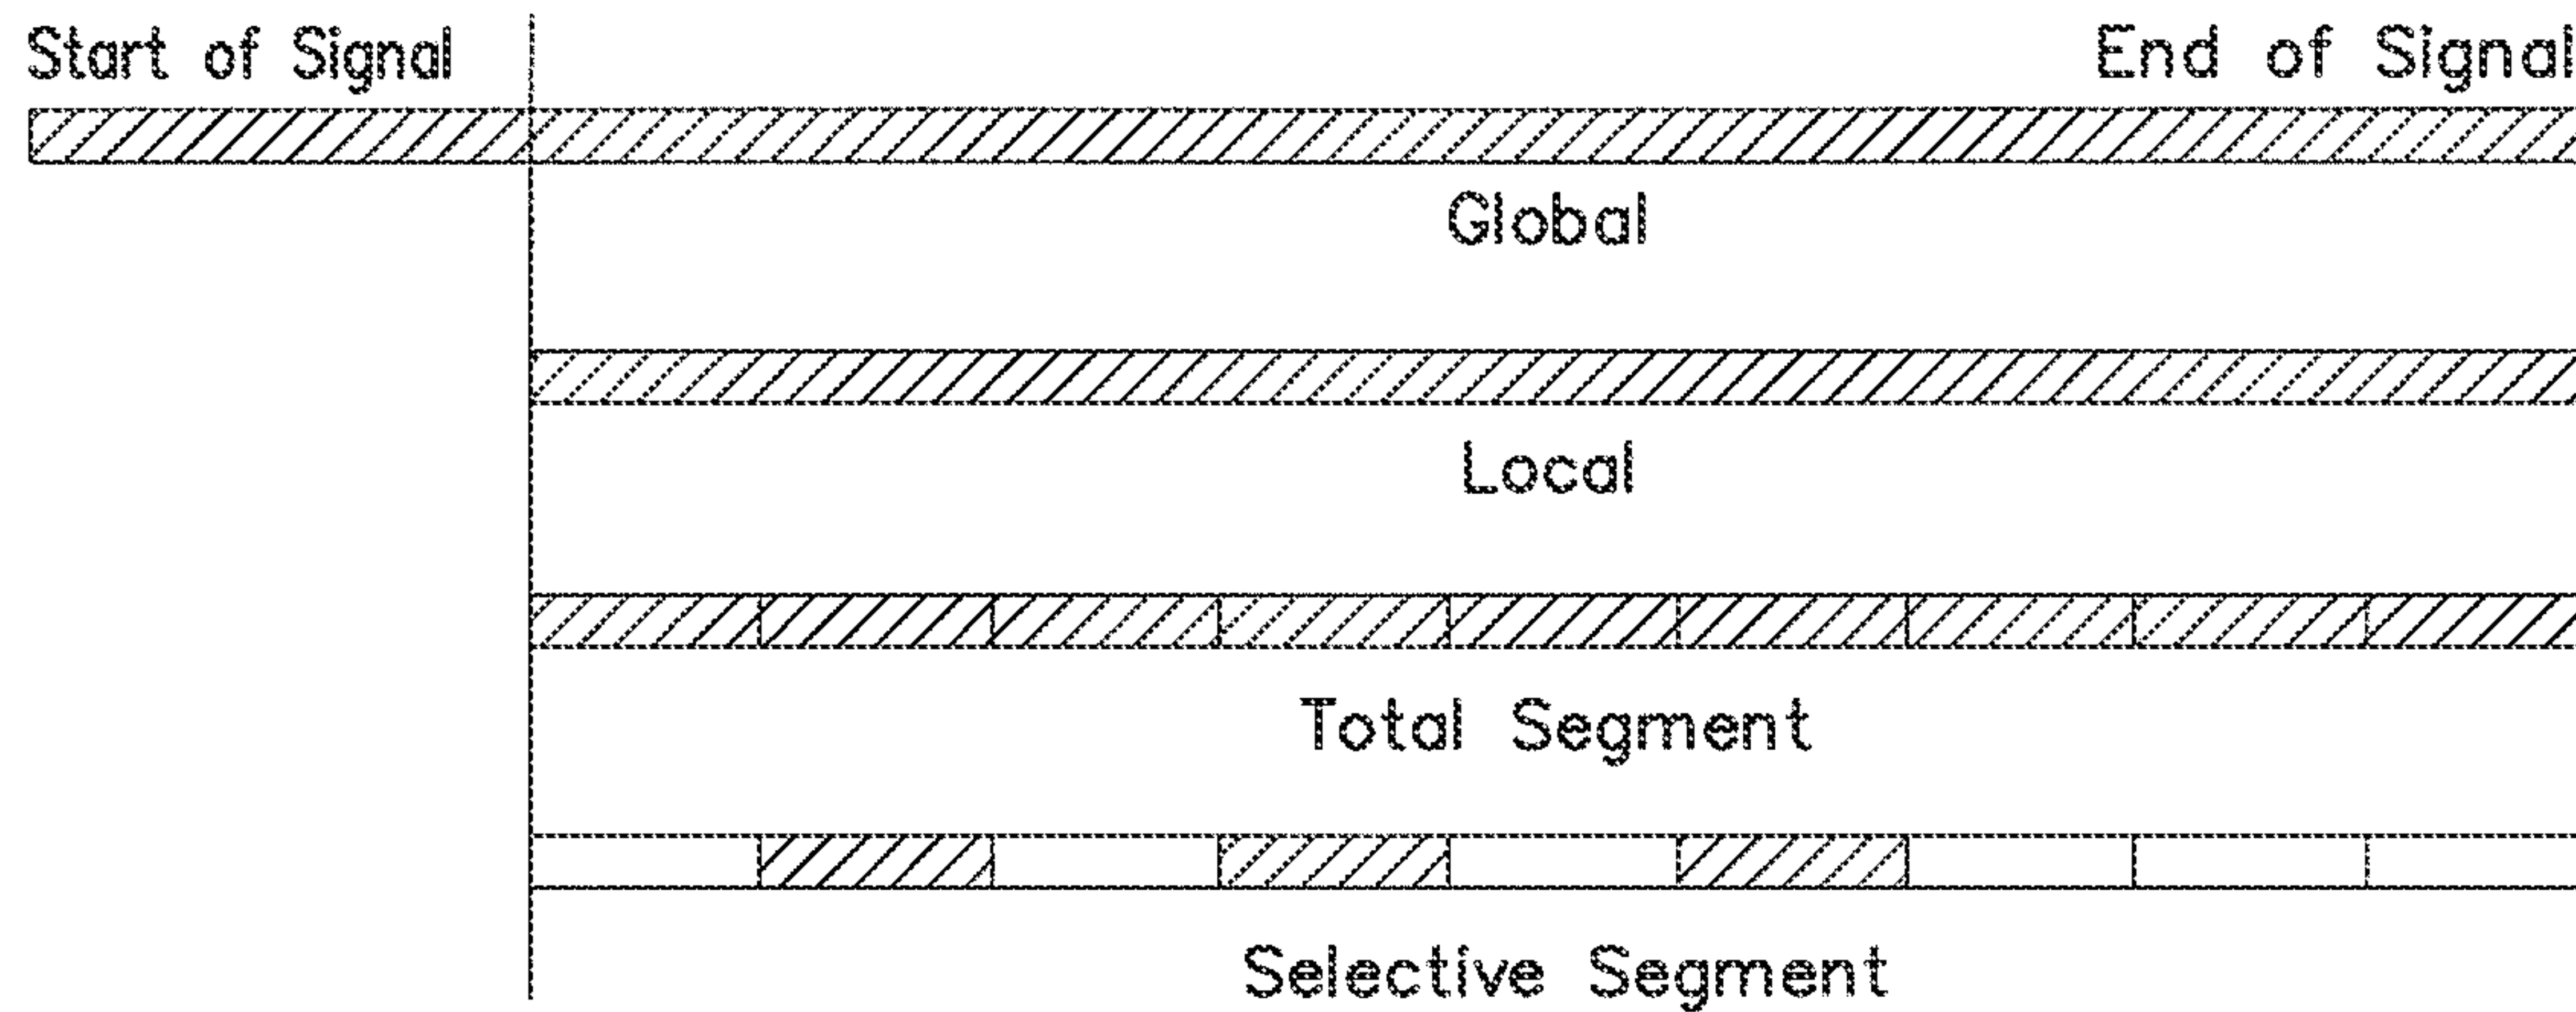 Start of Signal
End of Signal
Global
Local
Total Segment
Selective Segment